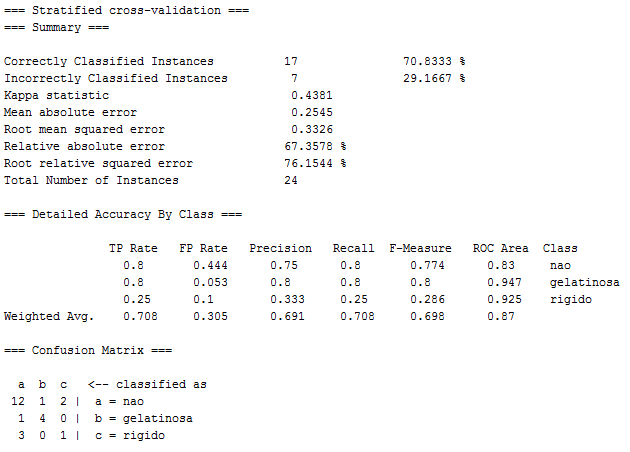 === Stratified cross-validation ===
=== Summary ===
Correctly Classified Instances 17 70.8333 %
Incorrectly Classified Instances 7 29.1667 %
Kappa statistic 0.4381
Mean absolute error 0.2545
Root mean squared error 0.3326
Relative absolute error 67.3578 %
Root relative squared error 76.1544 %
Total Number of Instances 24
=== Detailed Accuracy By Class ===
TP Rate FP Rate Precision Recall F-Measure ROC Area Class
0.8 0.444 0.75 0.8 0.774 0.83 nao
0.8 0.053 0.8 0.8 0.8 0.947 gelatinosa
0.25 0.1 0.333 0.25 0.286 0.925 rigido
Weighted Avg. 0.708 0.305 0.691 0.708 0.698 0.87
=== Confusion Matrix ===
a b c <-- classified as
12 1 2 | a = nao
1 4 0 | b = gelatinosa
3 0 1 | c = rigido